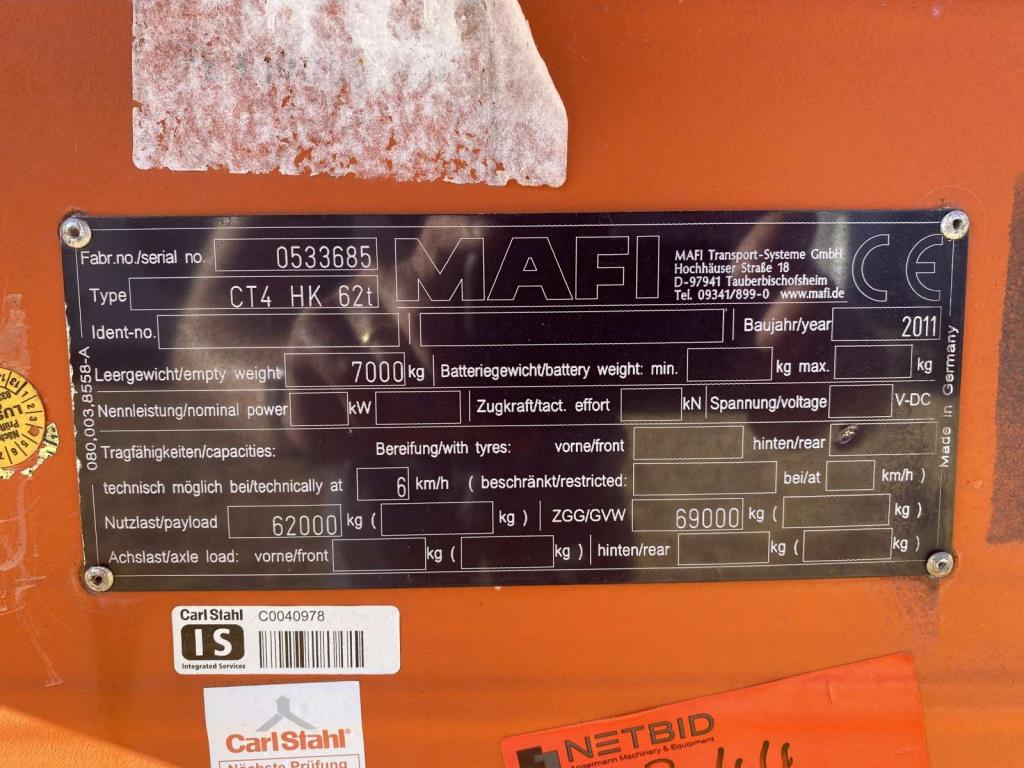 Fabr.no./serial no. 0533685
MAFI
MAFI Transport-Systeme GmbH
Hochhäuser Straße 18
D-97941 Tauberbischofsheim
Tel. 09341/899-0 www.mafi.de
CE
Type CT4 HK 62t
Ident-no. Baujahr/year 2011
Leergewicht/empty weight 7000 kg Batteriegewicht/battery weight: min. kg max. kg
Nennleistung/nominal power kW Zugkraft/tact. effort kN Spannung/voltage V-DC
Tragfähigkeiten/capacities: Bereifung/with tyres: vorne/front hinten/rear
technisch möglich bei/technically at 6 km/h ( beschränkt/restricted: bei/at km/h )
Nutzlast/payload 62000 kg ( kg ) ZGG/GVW 69000 kg ( kg )
Achslast/axle load: vorne/front kg ( kg ) hinten/rear kg ( kg )
080,003,8558-A
Made in Germany
Carl Stahl C0040978
IS
Integrated Services
Carl Stahl
Nächste Prüfung
NETBID
Angermann Machinery & Equipment